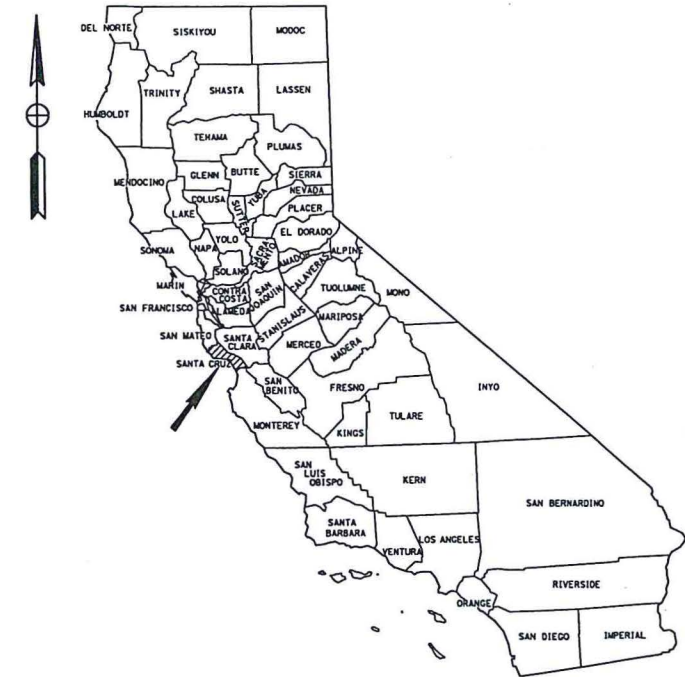 DEL NORTE
SISKIYOU
MODOC
HUMBOLDT
TRINITY
SHASTA
LASSEN
TEHAMA
PLUMAS
MENDOCINO
GLENN
BUTTE
SIERRA
NEVADA
YUBA
COLUSA
PLACER
LAKE
SUTTER
EL DORADO
SONOMA
NAPA
YOLO
SACRA-
MENTO
ALPINE
AMADOR
SOLANO
CALAVERAS
MARIN
CONTRA
COSTA
SAN
JOAQUIN
TUOLUMNE
MONO
SAN FRANCISCO
ALAMEDA
STANISLAUS
MARIPOSA
SAN MATEO
SANTA
CLARA
MERCED
MADERA
SANTA CRUZ
SAN
BENITO
FRESNO
INYO
MONTEREY
KINGS
TULARE
SAN
LUIS
OBISPO
KERN
SAN BERNARDINO
SANTA
BARBARA
VENTURA
LOS ANGELES
ORANGE
RIVERSIDE
SAN DIEGO
IMPERIAL